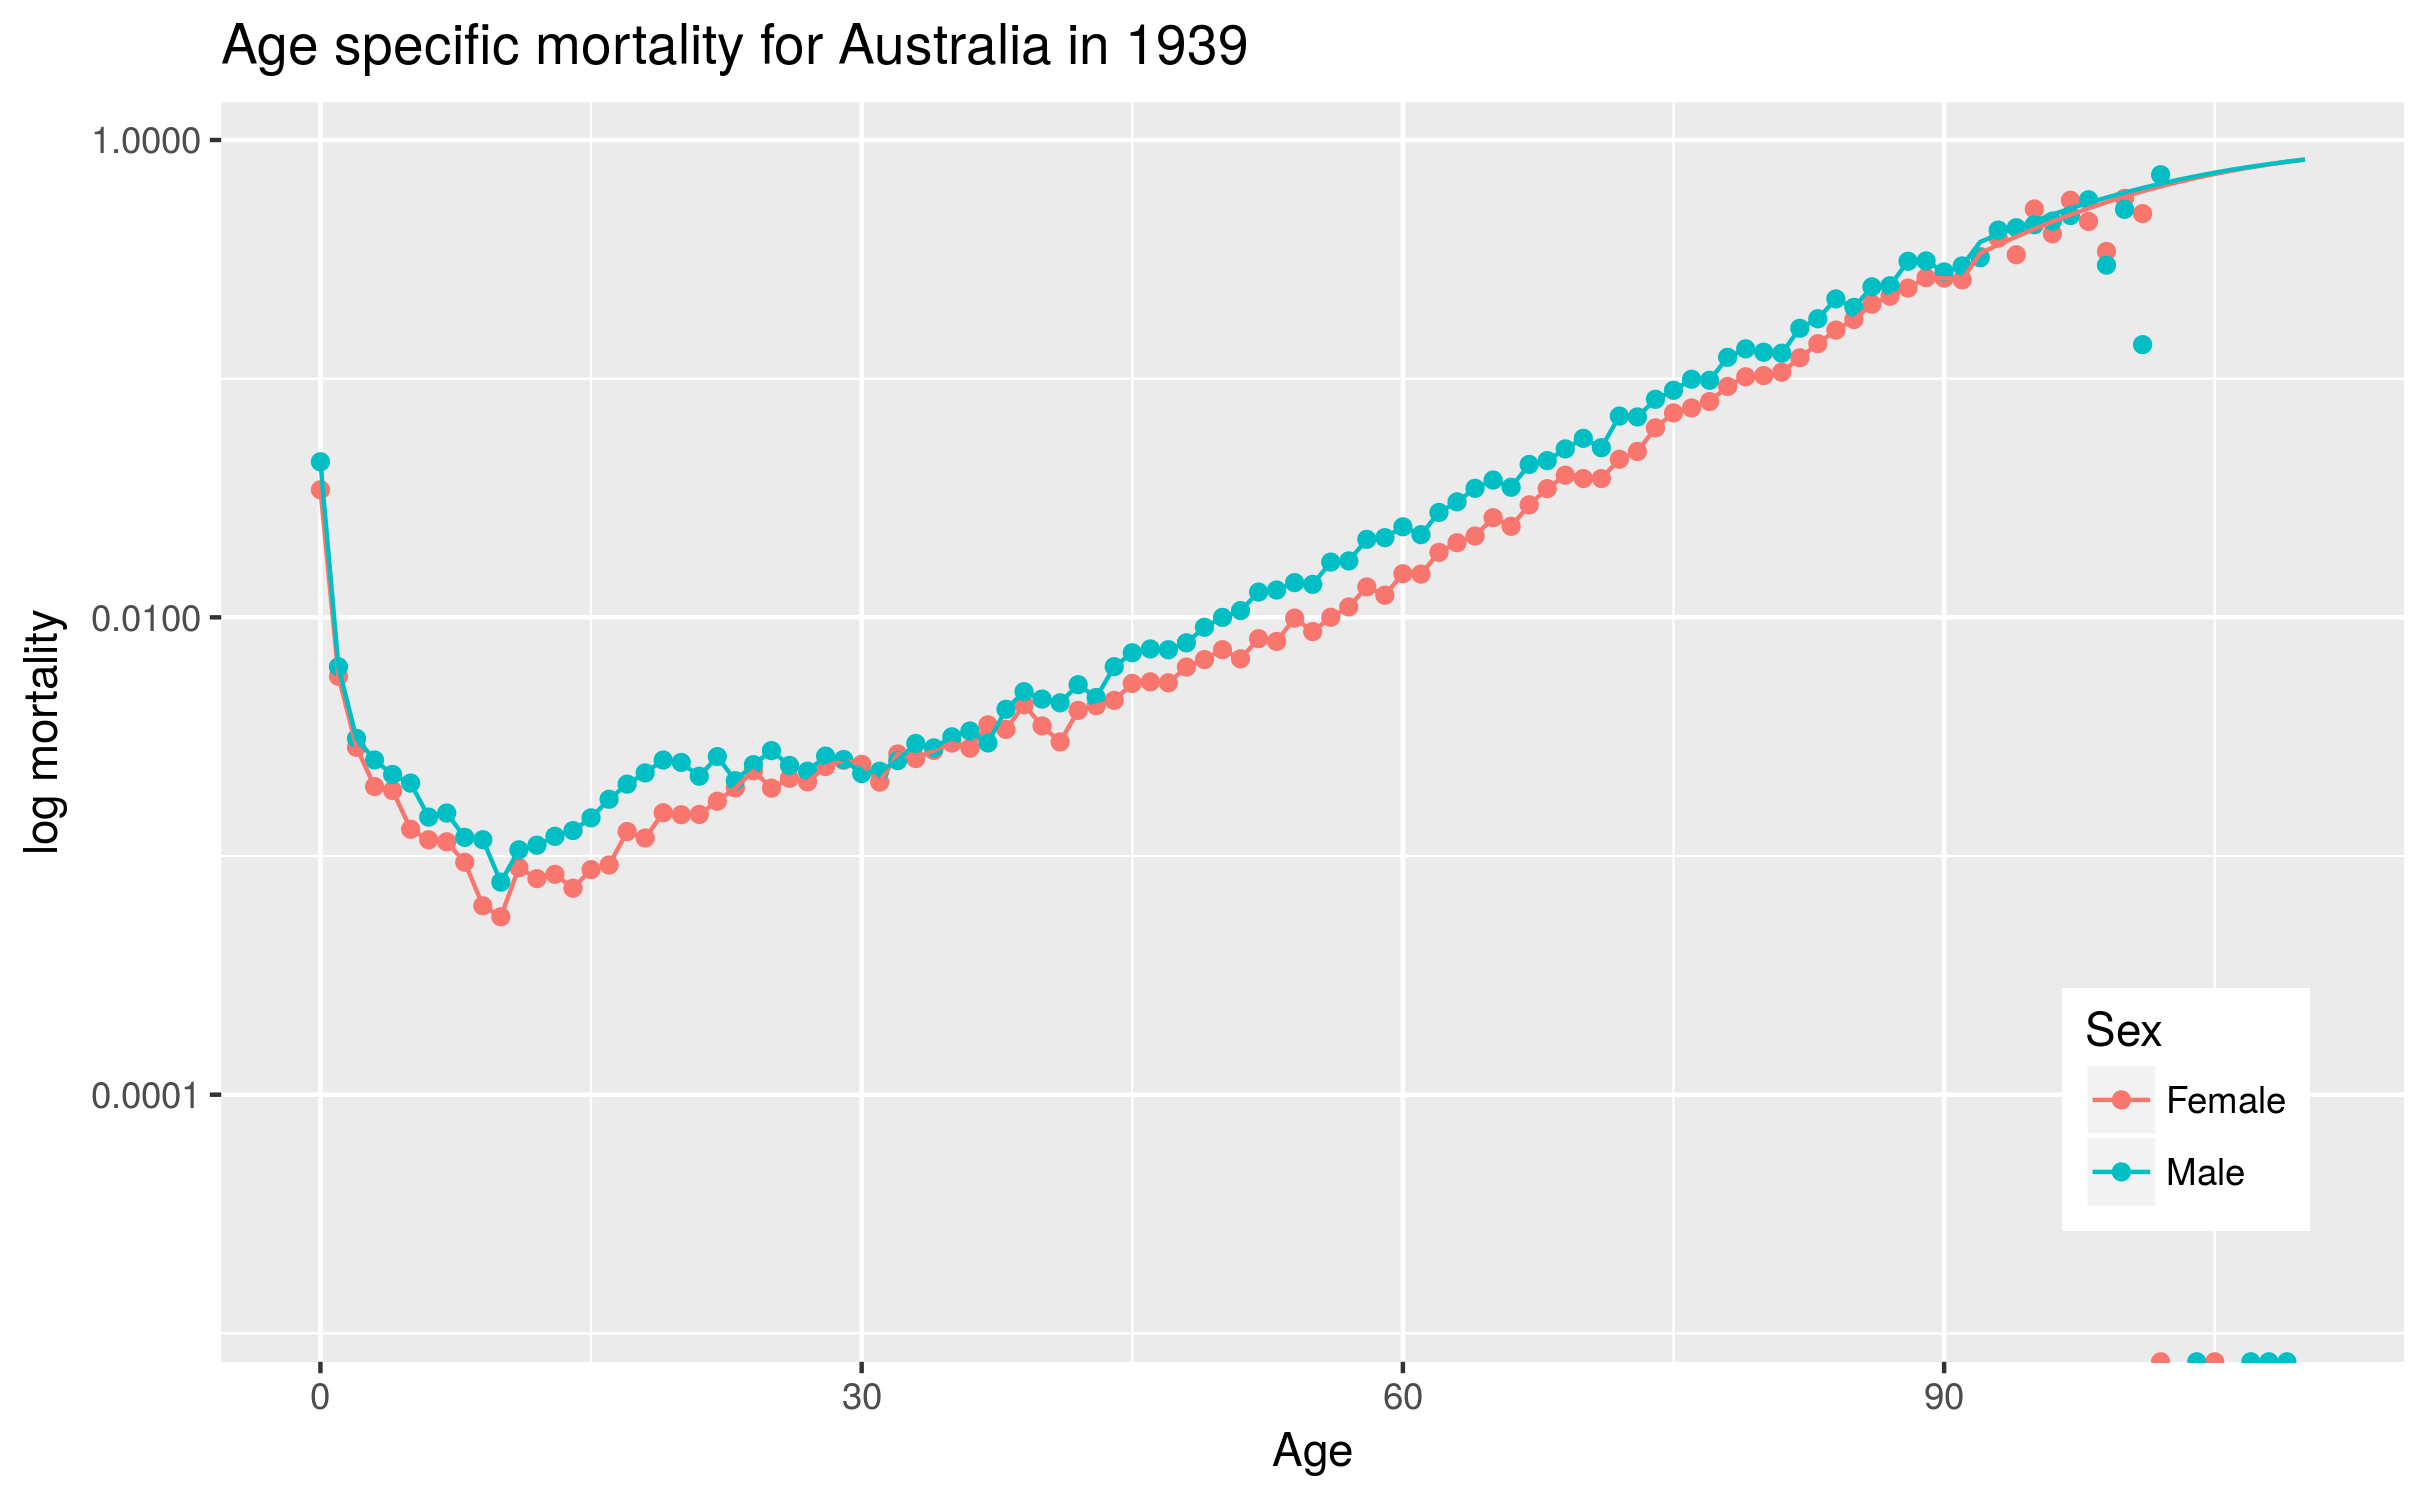 Age specific mortality for Australia in 1939
1.0000
0.0100
0.0001
log mortality
0 30 60 90
Age
Sex
Female
Male